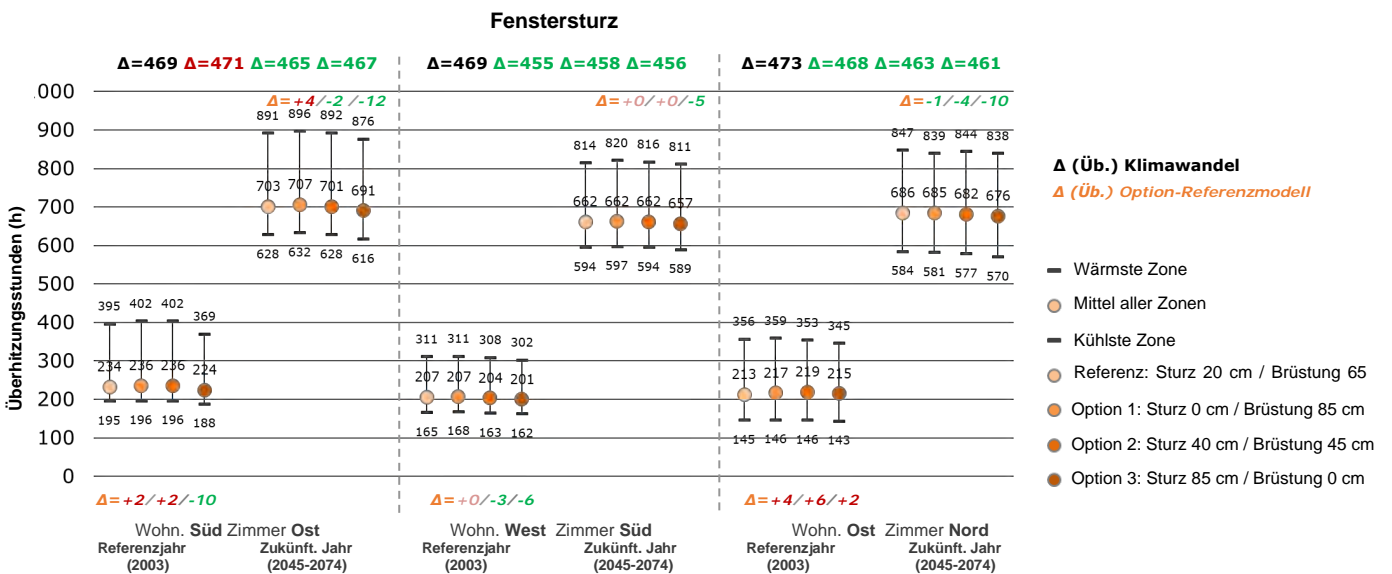 Fenstersturz
Δ=469 Δ=471 Δ=465 Δ=467
Δ=469 Δ=455 Δ=458 Δ=456
Δ=473 Δ=468 Δ=463 Δ=461
Überhitzungsstunden (h)
000
900
800
700
600
500
400
300
200
100
0
Δ=+4/-2 /-12
891 896 892 876
703 707 701 691
628 632 628 616
395 402 402 369
234 236 236 224
195 196 196 188
Δ=+2/+2/-10
Δ=+0/+0/-5
814 820 816 811
662 662 662 657
594 597 594 589
311 311 308 302
207 207 204 201
165 168 163 162
Δ=+0/-3/-6
Δ=-1/-4/-10
847 839 844 838
686 685 682 676
584 581 577 570
356 359 353 345
213 217 219 215
145 146 146 143
Δ=+4/+6/+2
Wohn. Süd Zimmer Ost
Referenzjahr
(2003)
Zukünft. Jahr
(2045-2074)
Wohn. West Zimmer Süd
Referenzjahr
(2003)
Zukünft. Jahr
(2045-2074)
Wohn. Ost Zimmer Nord
Referenzjahr
(2003)
Zukünft. Jahr
(2045-2074)
Δ (Üb.) Klimawandel
Δ (Üb.) Option-Referenzmodell
Wärmste Zone
Mittel aller Zonen
Kühlste Zone
Referenz: Sturz 20 cm / Brüstung 65
Option 1: Sturz 0 cm / Brüstung 85 cm
Option 2: Sturz 40 cm / Brüstung 45 cm
Option 3: Sturz 85 cm / Brüstung 0 cm